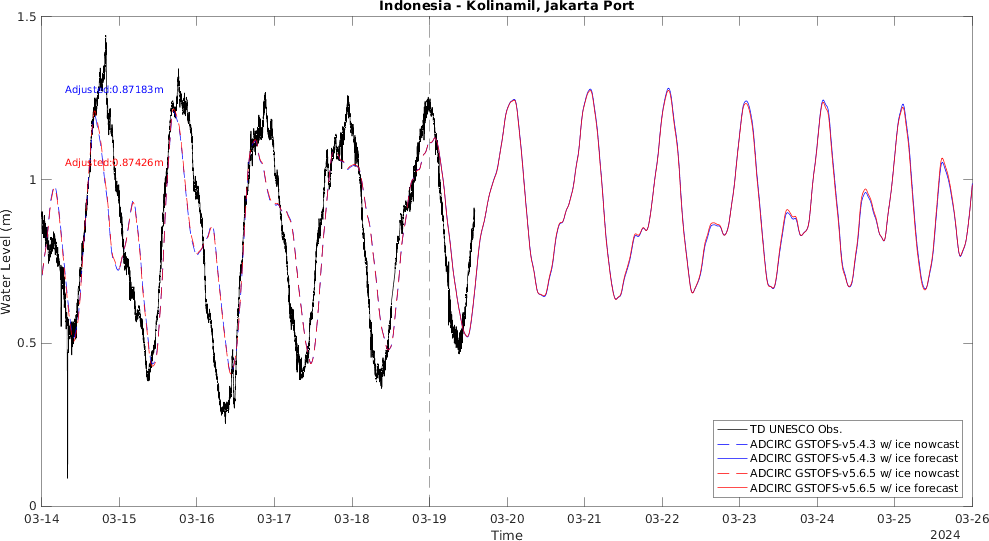 Indonesia - Kolinamil, Jakarta Port
1.5
Adjusted:0.87183m
Adjusted:0.87426m
1
Water Level (m)
0.5
TD UNESCO Obs.
ADCIRC GSTOFS-v5.4.3 w/ ice nowcast
ADCIRC GSTOFS-v5.4.3 w/ ice forecast
ADCIRC GSTOFS-v5.6.5 w/ ice nowcast
ADCIRC GSTOFS-v5.6.5 w/ ice forecast
0
03-14 03-15 03-16 03-17 03-18 03-19 03-20 03-21 03-22 03-23 03-24 03-25 03-26
Time
2024